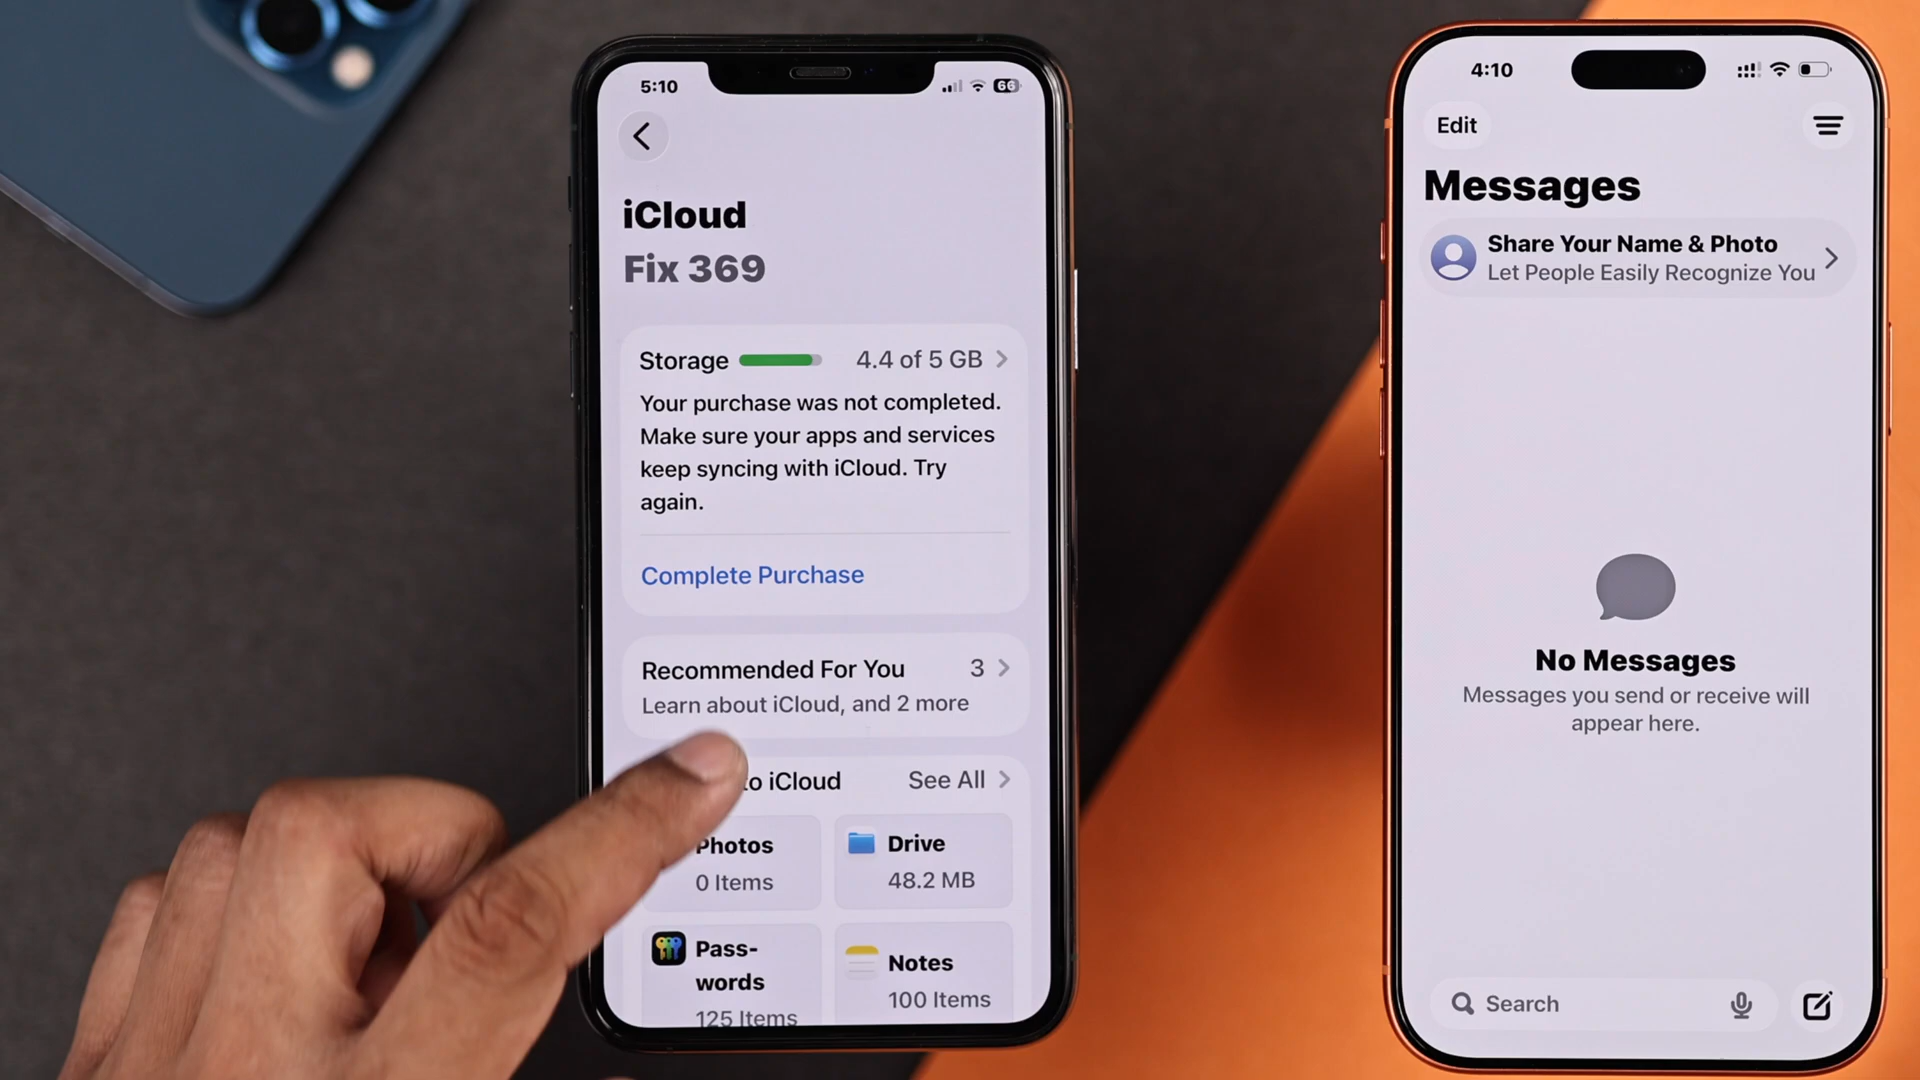 5:10
66
iCloud
Fix 369
Storage
4.4 of 5 GB
Your purchase was not completed.
Make sure your apps and services
keep syncing with iCloud. Try
again.
Complete Purchase
Recommended For You
3
Learn about iCloud, and 2 more
to iCloud
See All
Photos
0 Items
Drive
48.2 MB
Pass-
words
125 Items
Notes
100 Items
4:10
Edit
Messages
Share Your Name & Photo
Let People Easily Recognize You
No Messages
Messages you send or receive will
appear here.
Search